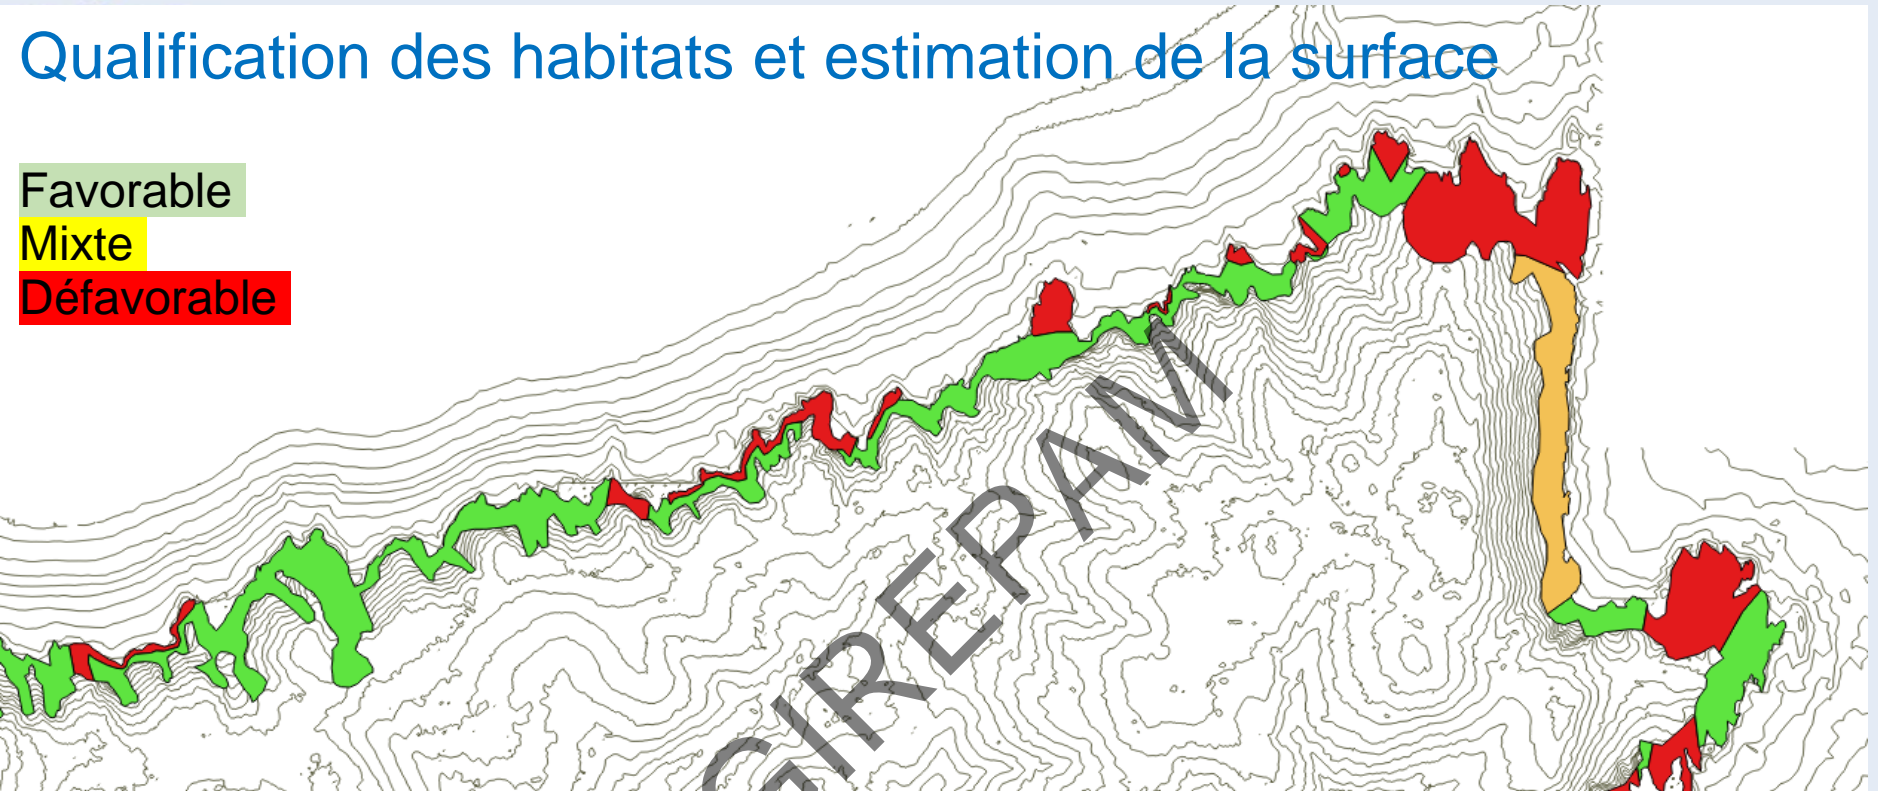 Qualification des habitats et estimation de la surface
Favorable
Mixte
Défavorable
GIREPAM